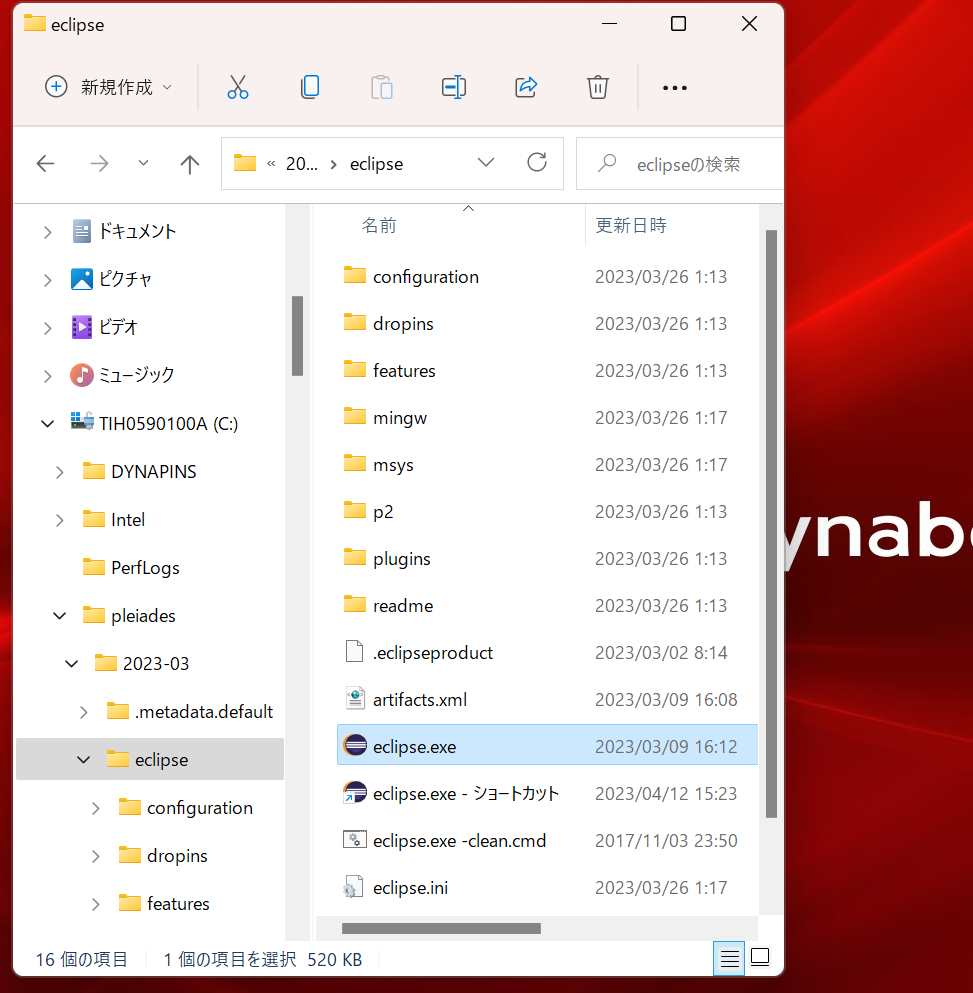 eclipse
新規作成
« 20... › eclipse
eclipseの検索
ドキュメント
ピクチャ
ビデオ
ミュージック
TIH0590100A (C:)
DYNAPINS
Intel
PerfLogs
pleiades
2023-03
.metadata.default
eclipse
configuration
dropins
features
名前 更新日時
configuration 2023/03/26 1:13
dropins 2023/03/26 1:13
features 2023/03/26 1:13
mingw 2023/03/26 1:17
msys 2023/03/26 1:17
p2 2023/03/26 1:13
plugins 2023/03/26 1:13
readme 2023/03/26 1:13
.eclipseproduct 2023/03/02 8:14
artifacts.xml 2023/03/09 16:08
eclipse.exe 2023/03/09 16:12
eclipse.exe - ショートカット 2023/04/12 15:23
eclipse.exe -clean.cmd 2017/11/03 23:50
eclipse.ini 2023/03/26 1:17
16 個の項目 1 個の項目を選択 520 KB
ynab